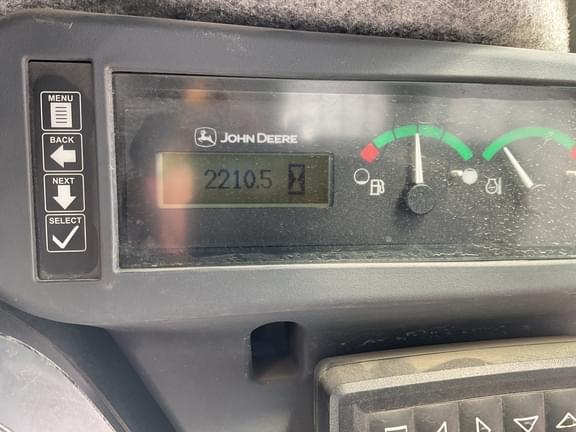 MENU
BACK
NEXT
SELECT
JOHN DEERE
2210.5